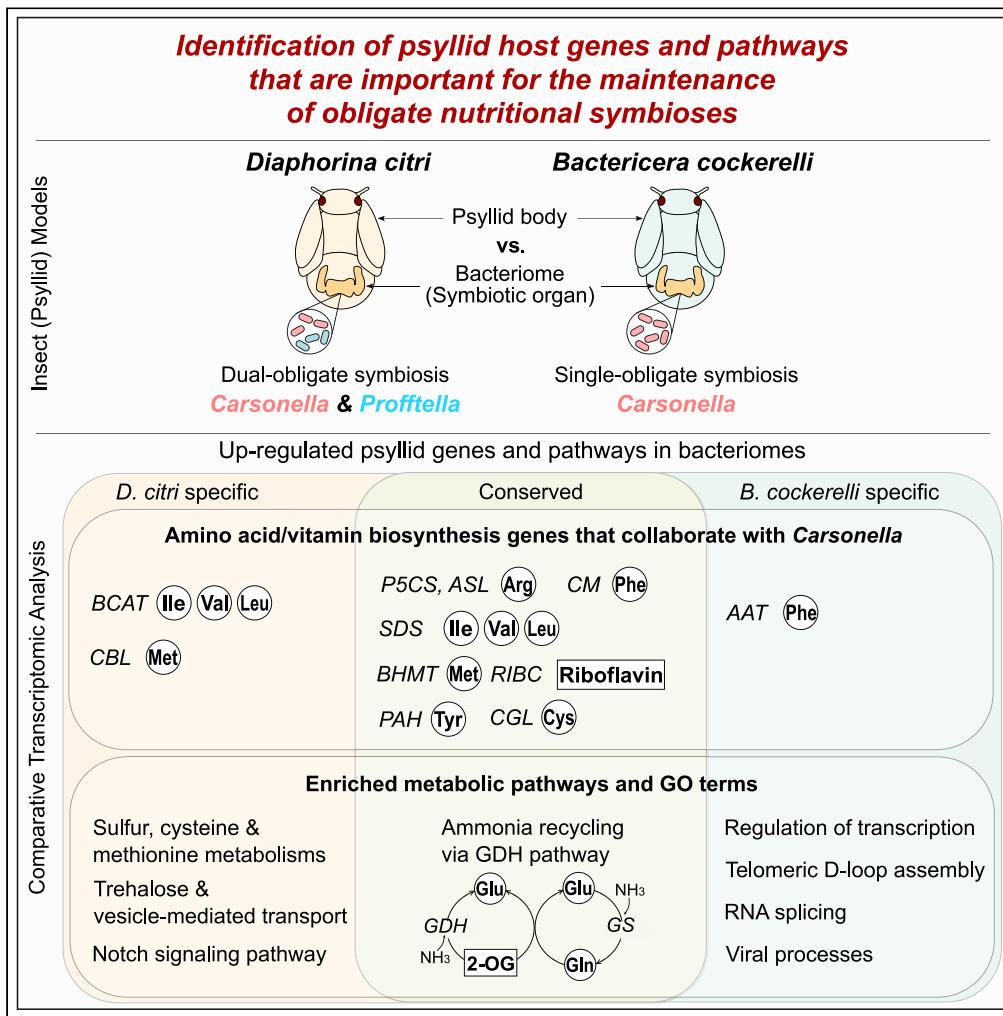 Identification of psyllid host genes and pathways
that are important for the maintenance
of obligate nutritional symbioses
Insect (Psyllid) Models
Diaphorina citri
Bactericera cockerelli
Psyllid body
vs.
Bacteriome
(Symbiotic organ)
Dual-obligate symbiosis
Carsonella & Profftella
Single-obligate symbiosis
Carsonella
Comparative Transcriptomic Analysis
Up-regulated psyllid genes and pathways in bacteriomes
D. citri specific
Conserved
B. cockerelli specific
Amino acid/vitamin biosynthesis genes that collaborate with Carsonella
BCAT Ile Val Leu
CBL Met
P5CS, ASL Arg CM Phe
SDS Ile Val Leu
BHMT Met RIBC Riboflavin
PAH Tyr CGL Cys
AAT Phe
Enriched metabolic pathways and GO terms
Sulfur, cysteine &
methionine metabolisms
Trehalose &
vesicle-mediated transport
Notch signaling pathway
Ammonia recycling
via GDH pathway
Glu Glu
NH3
GDH GS
NH3
2-OG Gln
Regulation of transcription
Telomeric D-loop assembly
RNA splicing
Viral processes